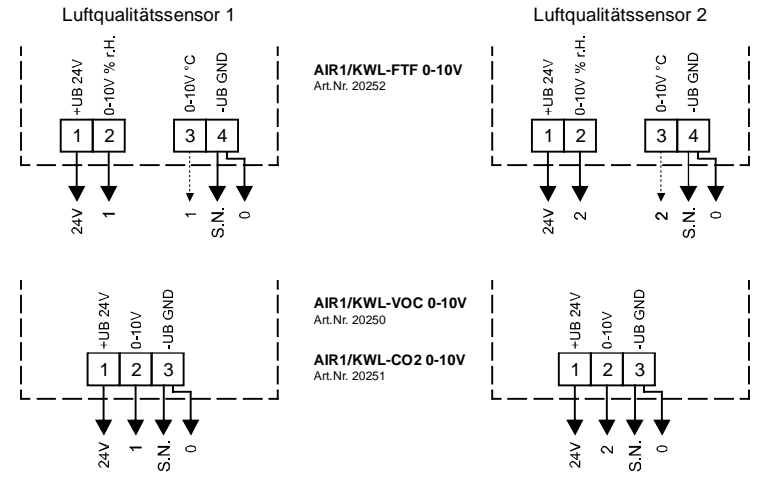 Luftqualitätssensor 1
Luftqualitätssensor 2
+UB 24V
0-10V % r.H.
0-10V °C
-UB GND
AIR1/KWL-FTF 0-10V
Art.Nr. 20252
+UB 24V
0-10V % r.H.
0-10V °C
-UB GND
1 2 3 4
1 2 3 4
24V
1
1
S.N.
0
24V
2
2
S.N.
0
+UB 24V
0-10V
-UB GND
AIR1/KWL-VOC 0-10V
Art.Nr. 20250
AIR1/KWL-CO2 0-10V
Art.Nr. 20251
+UB 24V
0-10V
-UB GND
1 2 3
1 2 3
24V
1
S.N.
0
24V
2
S.N.
0